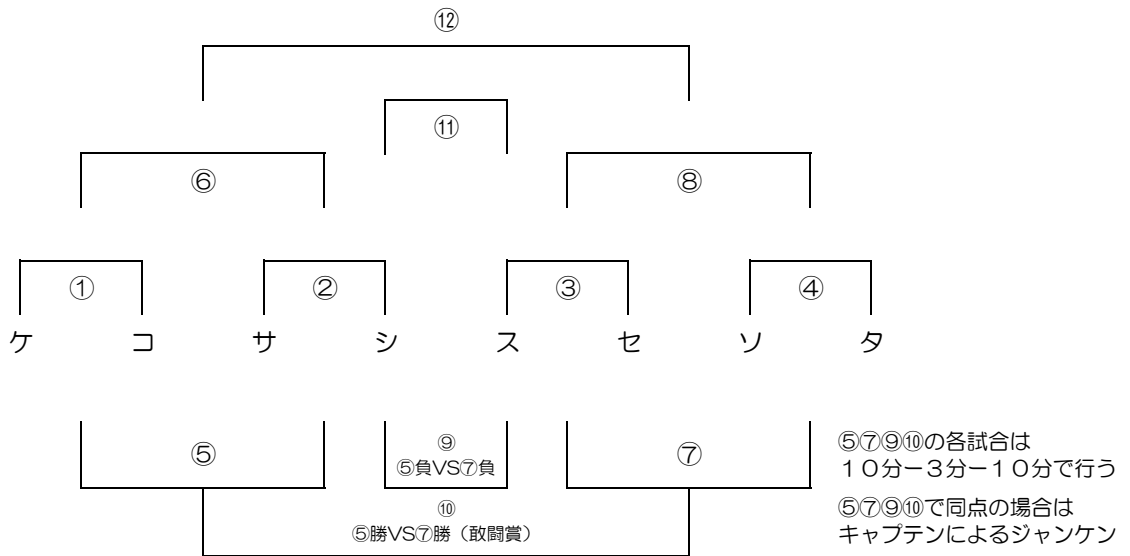 ⑫
⑪
⑥
⑧
①
②
③
④
ケ コ サ シ ス セ ソ タ
⑤
⑨
⑤負VS⑦負
⑦
⑩
⑤勝VS⑦勝（敢闘賞）
⑤⑦⑨⑩の各試合は
１０分ー３分ー１０分で行う
⑤⑦⑨⑩で同点の場合は
キャプテンによるジャンケン